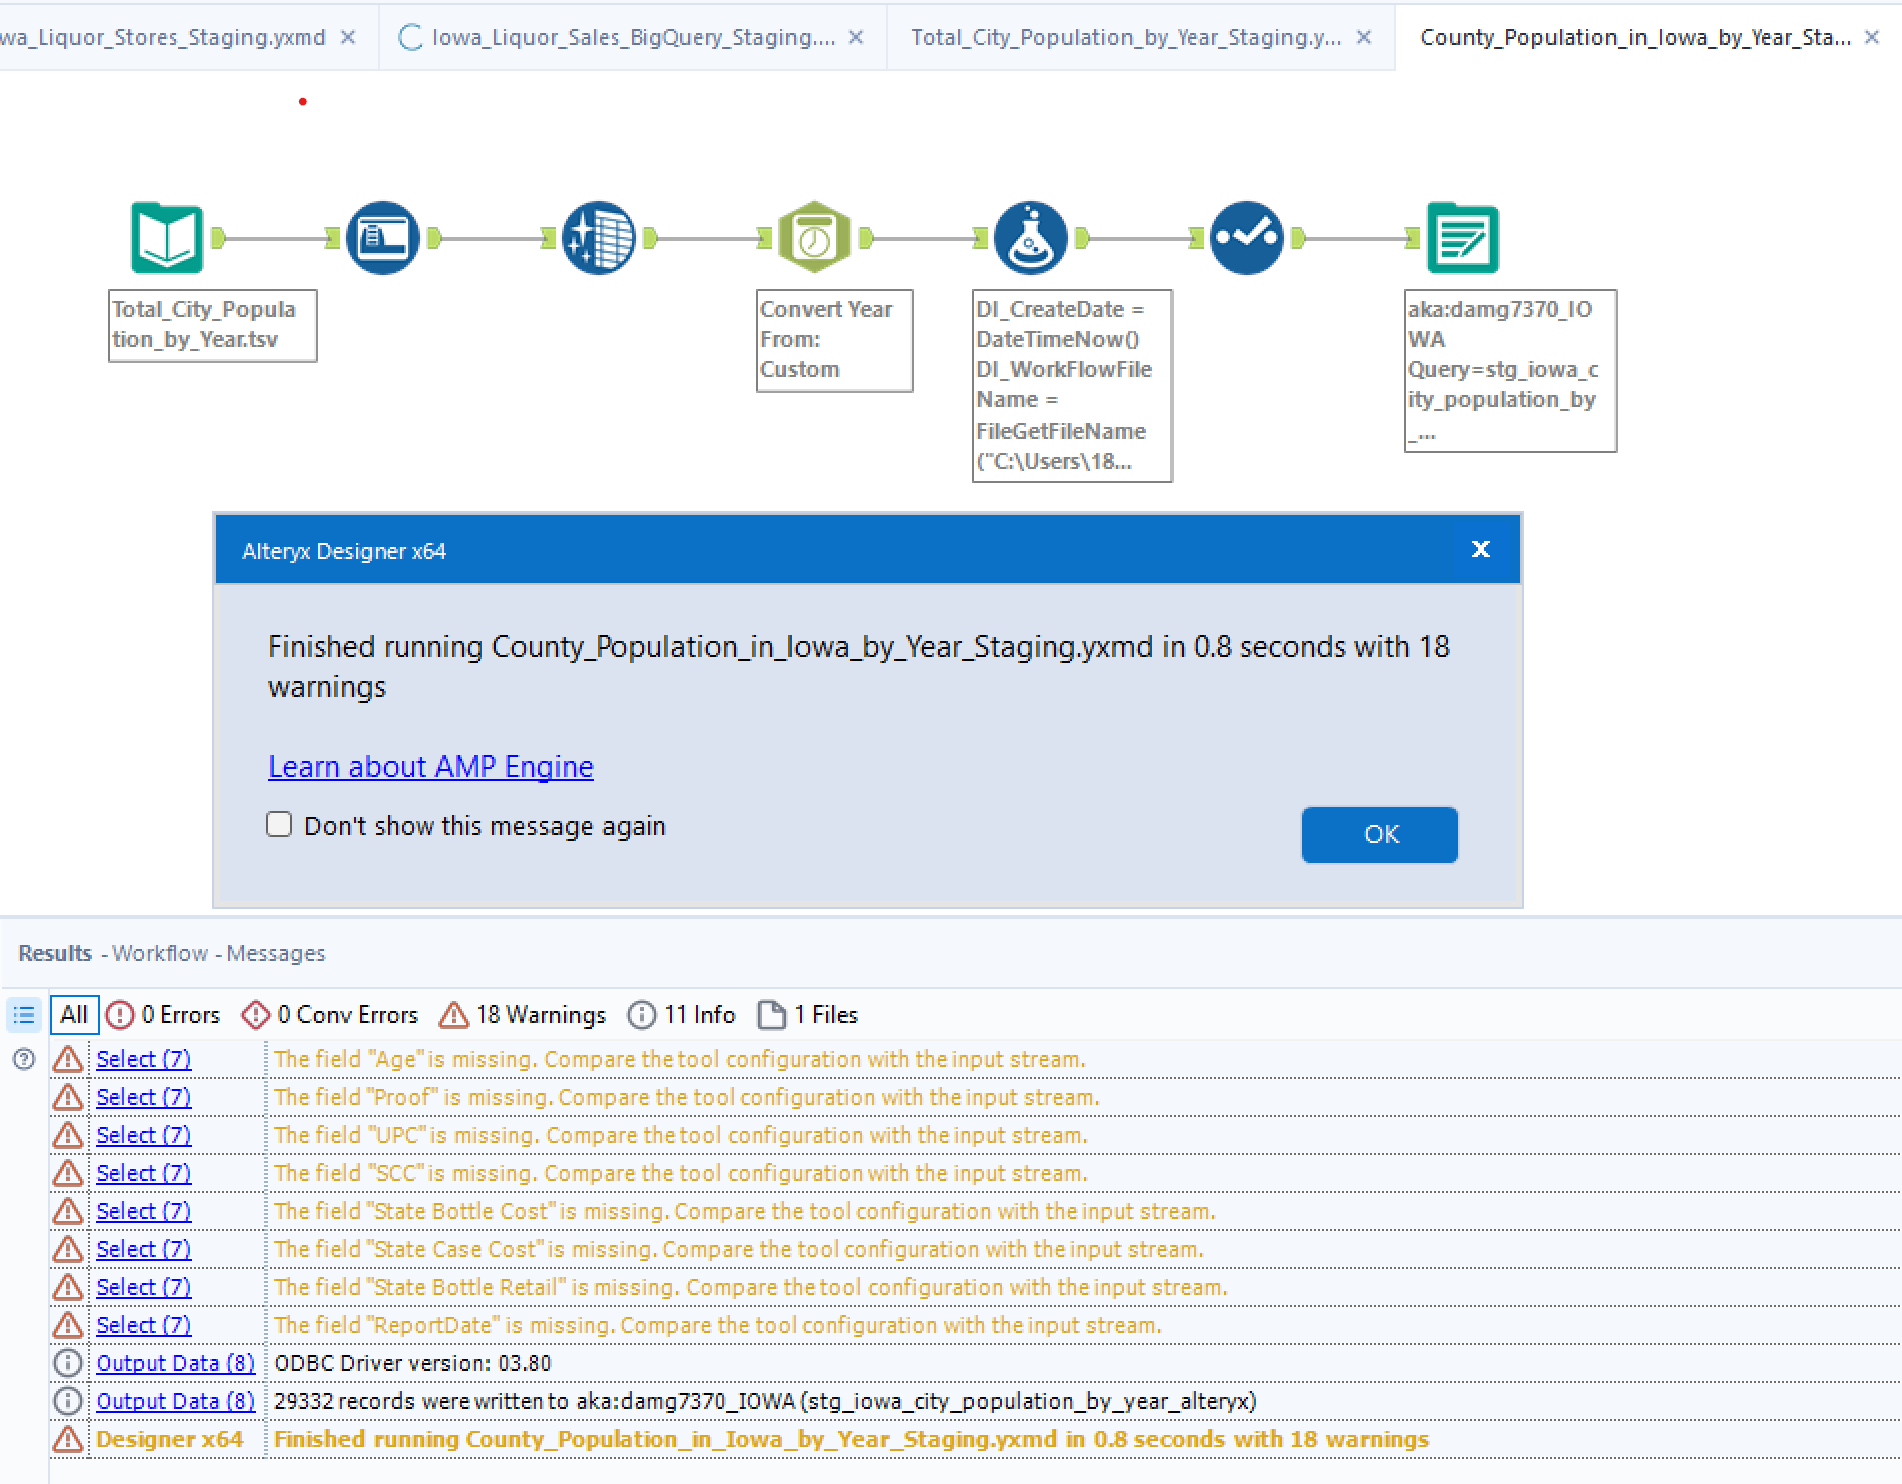 wa_Liquor_Stores_Staging.yxmd
Iowa_Liquor_Sales_BigQuery_Staging....
Total_City_Population_by_Year_Staging.y...
County_Population_in_Iowa_by_Year_Sta...
Total_City_Popula
tion_by_Year.tsv
Convert Year
From:
Custom
DI_CreateDate =
DateTimeNow()
DI_WorkFlowFile
Name =
FileGetFileName
("C:\Users\18...
aka:damg7370_IO
WA
Query=stg_iowa_c
ity_population_by
_...
Alteryx Designer x64
Finished running County_Population_in_Iowa_by_Year_Staging.yxmd in 0.8 seconds with 18
warnings
Learn about AMP Engine
Don't show this message again
OK
Results - Workflow - Messages
All 0 Errors 0 Conv Errors 18 Warnings 11 Info 1 Files
Select (7) The field "Age" is missing. Compare the tool configuration with the input stream.
Select (7) The field "Proof" is missing. Compare the tool configuration with the input stream.
Select (7) The field "UPC" is missing. Compare the tool configuration with the input stream.
Select (7) The field "SCC" is missing. Compare the tool configuration with the input stream.
Select (7) The field "State Bottle Cost" is missing. Compare the tool configuration with the input stream.
Select (7) The field "State Case Cost" is missing. Compare the tool configuration with the input stream.
Select (7) The field "State Bottle Retail" is missing. Compare the tool configuration with the input stream.
Select (7) The field "ReportDate" is missing. Compare the tool configuration with the input stream.
Output Data (8) ODBC Driver version: 03.80
Output Data (8) 29332 records were written to aka:damg7370_IOWA (stg_iowa_city_population_by_year_alteryx)
Designer x64 Finished running County_Population_in_Iowa_by_Year_Staging.yxmd in 0.8 seconds with 18 warnings